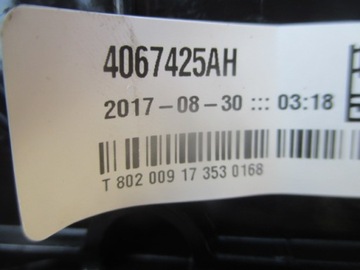 4067425AH
2017-08-30 ::: 03:18
T 802 009 17 353 0168